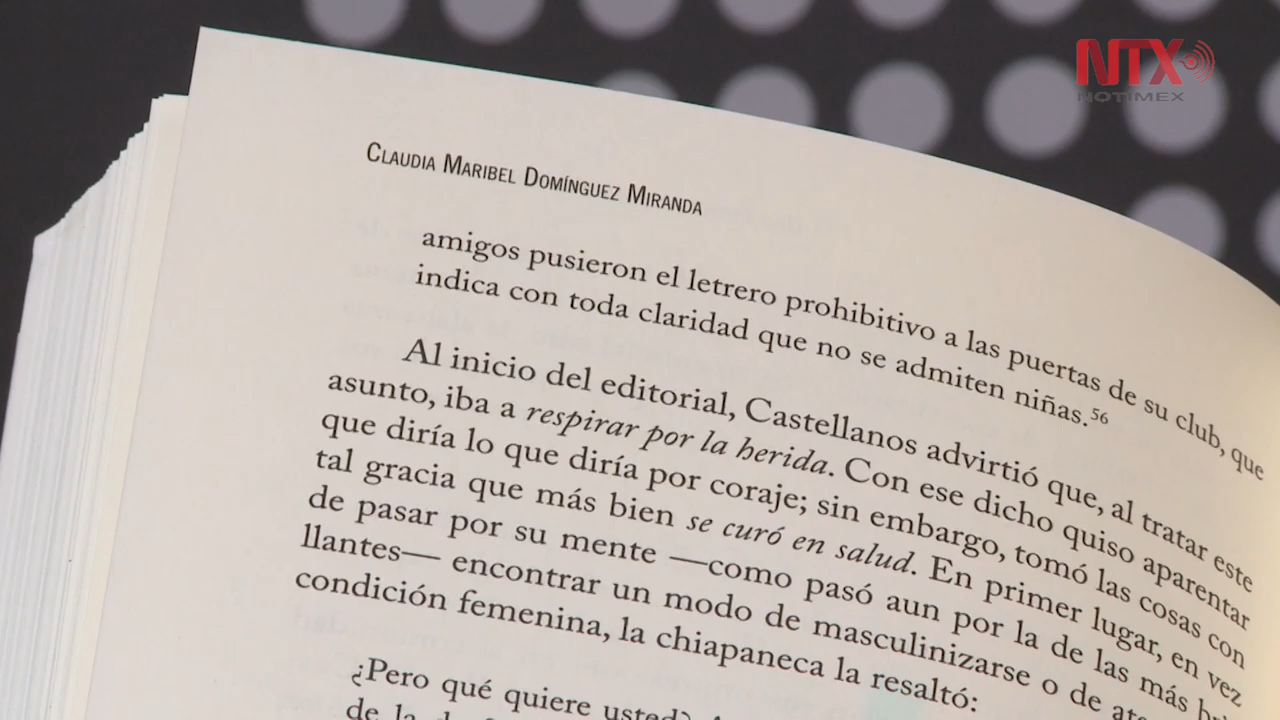 NTX
NOTIMEX
CLAUDIA MARIBEL DOMÍNGUEZ MIRANDA
amigos pusieron el letrero prohibitivo a las puertas de su club, que
indica con toda claridad que no se admiten niñas.56
Al inicio del editorial, Castellanos advirtió que, al tratar este
asunto, iba a respirar por la herida. Con ese dicho quiso aparentar
que diría lo que diría por coraje; sin embargo, tomó las cosas con
tal gracia que más bien se curó en salud. En primer lugar, en vez
de pasar por su mente —como pasó aun por la de las más
llantes— encontrar un modo de masculinizarse o de
condición femenina, la chiapaneca la resaltó:
¿Pero qué quiere usted?
de la